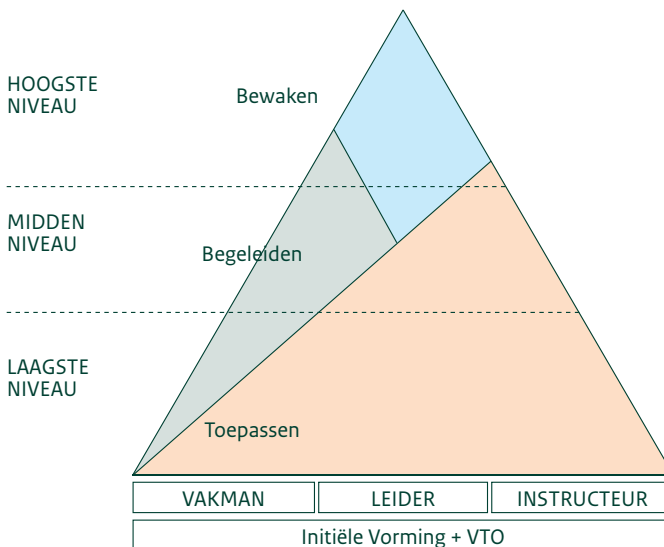 HOOGSTE
NIVEAU
Bewaken
MIDDEN
NIVEAU
Begeleiden
LAAGSTE
NIVEAU
Toepassen
VAKMAN
LEIDER
INSTRUCTEUR
Initiële Vorming + VTO